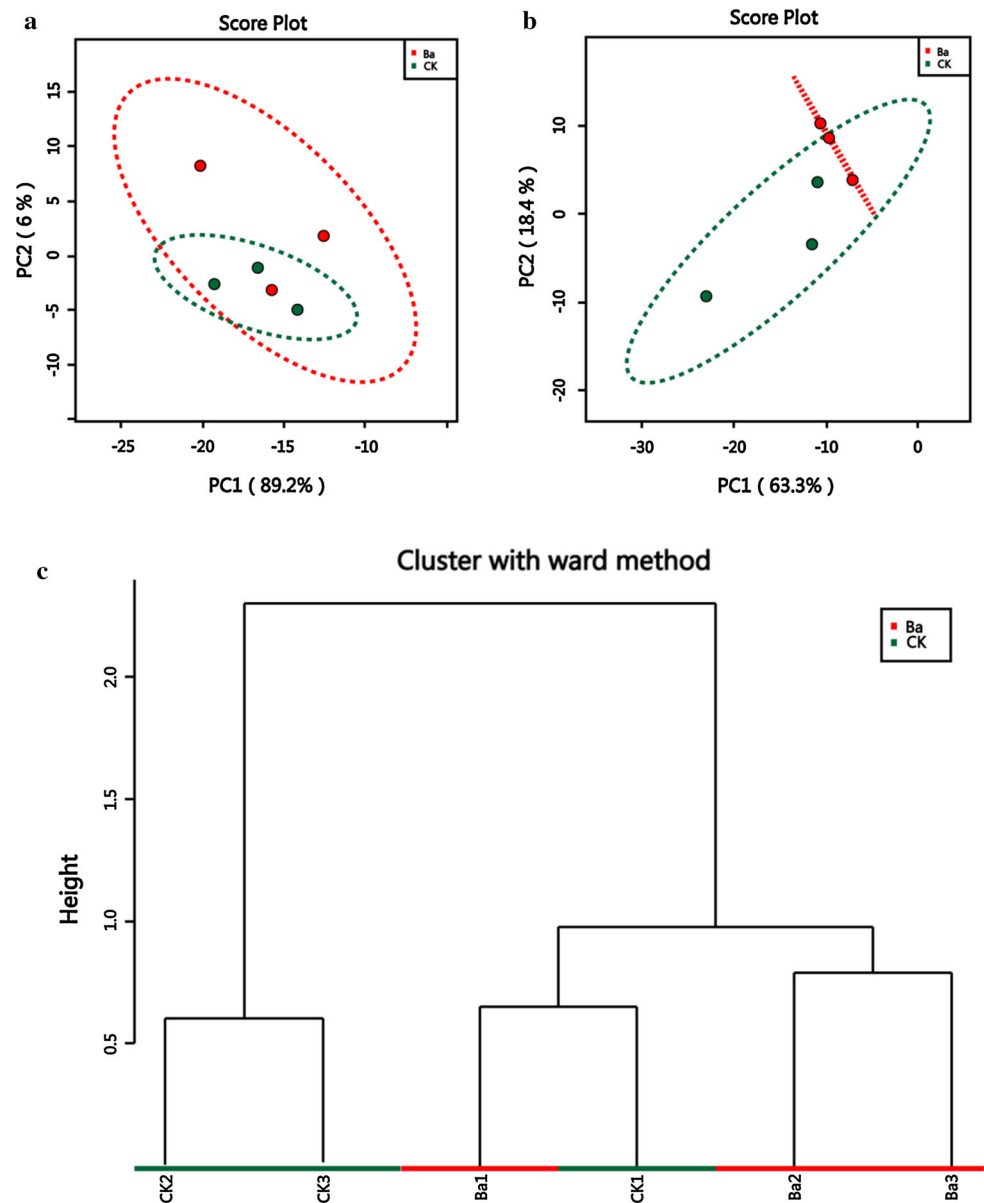 a
Score Plot
Ba
CK
15
10
5
0
-5
-10
PC2 ( 6 % )
-25 -20 -15 -10
PC1 ( 89.2% )
b
Score Plot
Ba
CK
10
0
-10
-20
PC2 ( 18.4 % )
-30 -20 -10 0
PC1 ( 63.3% )
c
Cluster with ward method
Ba
CK
2.0
1.5
1.0
0.5
Height
CK2 CK3 Ba1 CK1 Ba2 Ba3